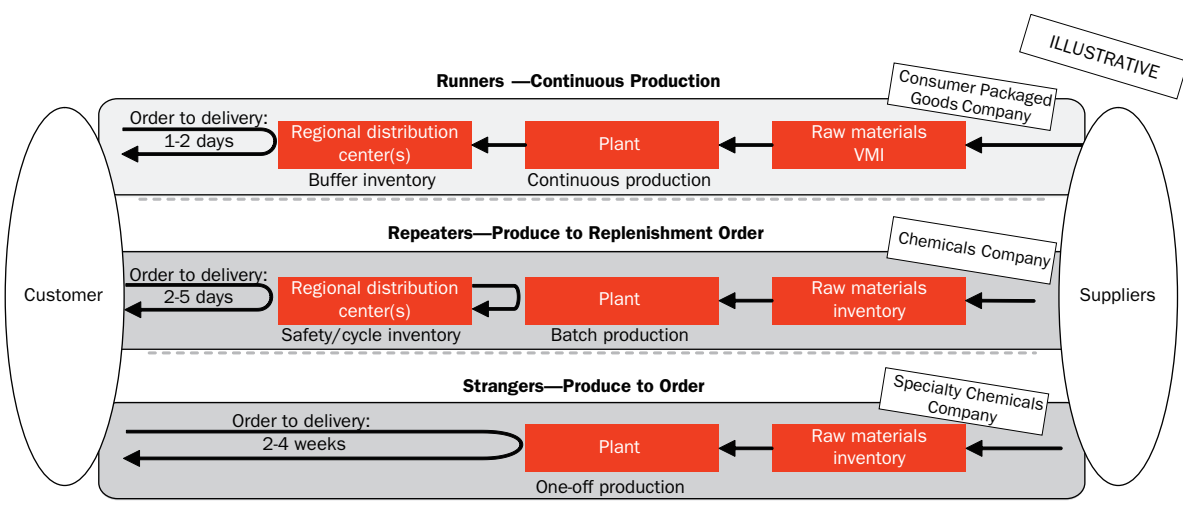 ILLUSTRATIVE
Runners —Continuous Production
Consumer Packaged
Goods Company
Order to delivery:
1-2 days
Regional distribution
center(s)
Buffer inventory
Plant
Continuous production
Raw materials
VMI
Repeaters—Produce to Replenishment Order
Chemicals Company
Customer
Order to delivery:
2-5 days
Regional distribution
center(s)
Safety/cycle inventory
Plant
Batch production
Raw materials
inventory
Suppliers
Strangers—Produce to Order
Specialty Chemicals
Company
Order to delivery:
2-4 weeks
Plant
One-off production
Raw materials
inventory